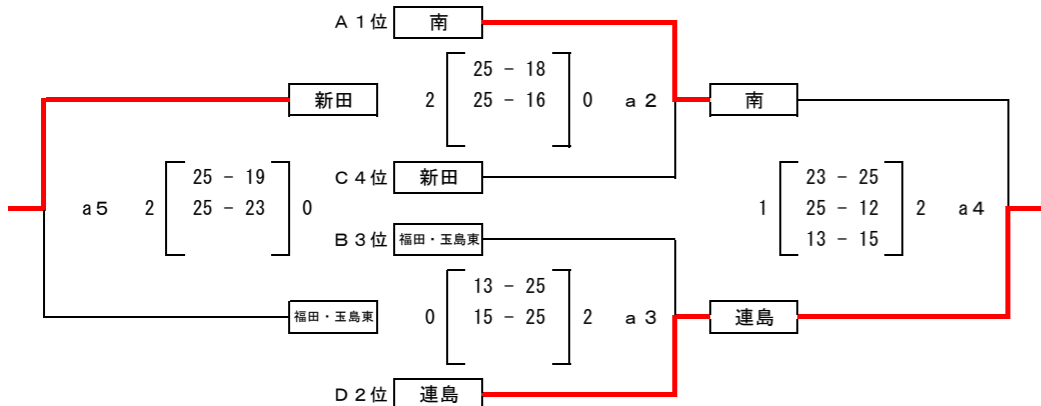 A1位 南
25 - 18
新田 2 25 - 16 0 a2 南
C4位 新田
25 - 19 23 - 25
a5 2 25 - 23 0 1 25 - 12 2 a4
B3位 福田・玉島東 13 - 15
13 - 25
福田・玉島東 0 15 - 25 2 a3 連島
D2位 連島